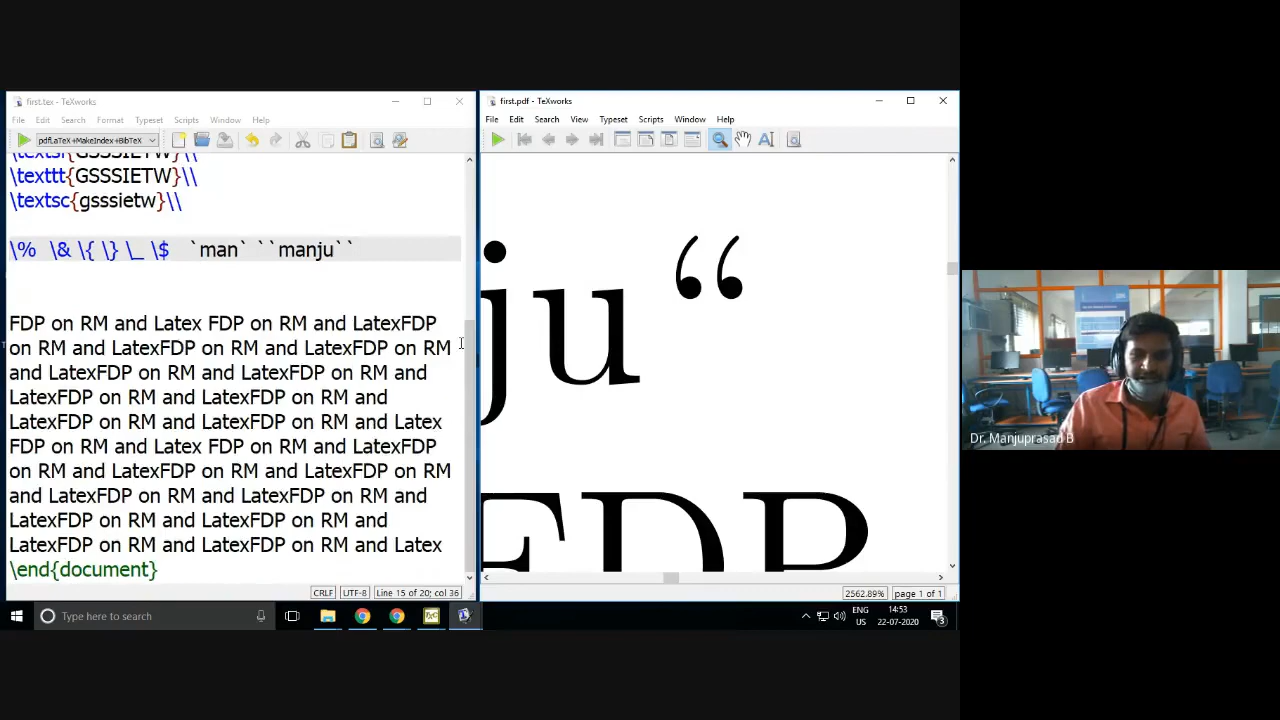 first.tex - TeXworks
File Edit Search Format Typeset Scripts Window Help
pdfLaTeX+MakeIndex+BibTeX
\textsl{GSSSIETW}\\
\texttt{GSSSIETW}\\
\textsc{gsssietw}\\
\% \& \{ \} \_ \$ `man` ``manju``
FDP on RM and Latex FDP on RM and LatexFDP
on RM and LatexFDP on RM and LatexFDP on RM
and LatexFDP on RM and LatexFDP on RM and
LatexFDP on RM and LatexFDP on RM and
LatexFDP on RM and LatexFDP on RM and Latex
FDP on RM and Latex FDP on RM and LatexFDP
on RM and LatexFDP on RM and LatexFDP on RM
and LatexFDP on RM and LatexFDP on RM and
LatexFDP on RM and LatexFDP on RM and
LatexFDP on RM and LatexFDP on RM and Latex
\end{document}
CRLF UTF-8 Line 15 of 20; col 36
first.pdf - TeXworks
File Edit Search View Typeset Scripts Window Help
ju “
FDP
2562.89% page 1 of 1
Type here to search
ENG
US
14:53
22-07-2020
3
Dr. Manjuprasad B